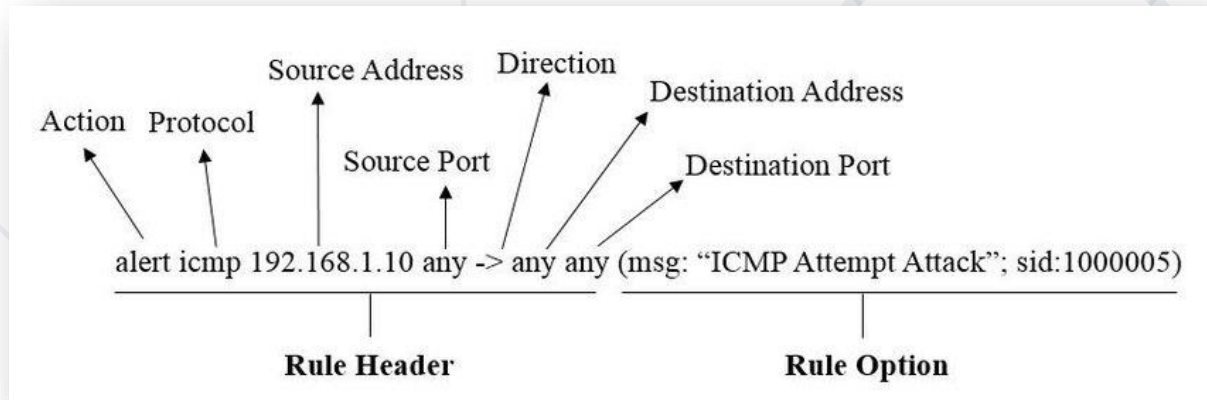 Source Address Direction
Destination Address
Action Protocol
Source Port Destination Port
alert icmp 192.168.1.10 any -> any any (msg: “ICMP Attempt Attack”; sid:1000005)
Rule Header Rule Option